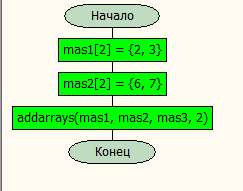 Начало
mas1[2] = {2, 3}
mas2[2] = {6, 7}
addarrays(mas1, mas2, mas3, 2)
Конец